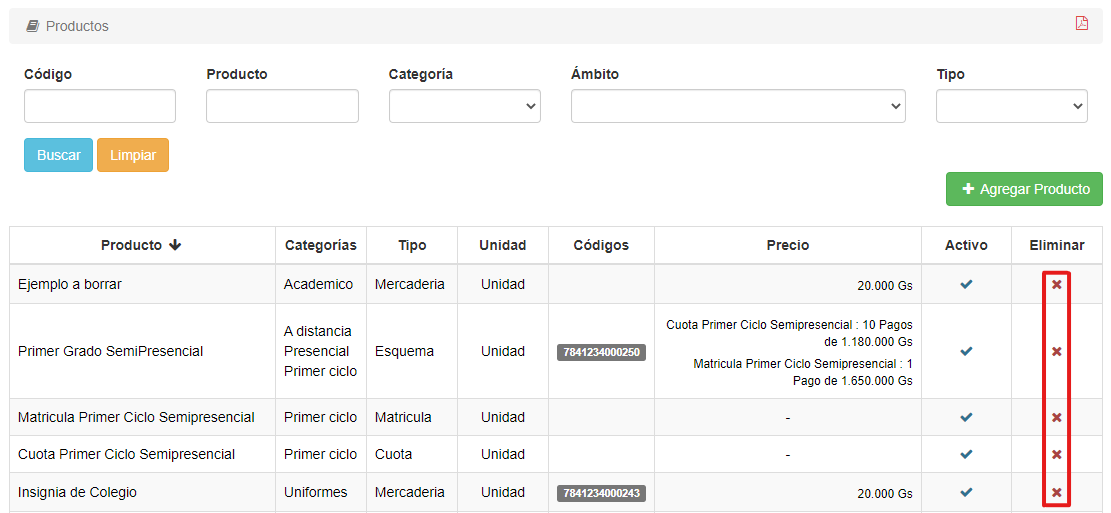 Productos
Código Producto Categoría Ámbito Tipo
Buscar Limpiar
Agregar Producto
Producto Categorías Tipo Unidad Códigos Precio Activo Eliminar
Ejemplo a borrar Academico Mercaderia Unidad 20.000 Gs
Primer Grado SemiPresencial A distancia Presencial Primer ciclo Esquema Unidad 7841234000250 Cuota Primer Ciclo Semipresencial : 10 Pagos de 1.180.000 Gs Matricula Primer Ciclo Semipresencial : 1 Pago de 1.650.000 Gs
Matricula Primer Ciclo Semipresencial Primer ciclo Matricula Unidad -
Cuota Primer Ciclo Semipresencial Primer ciclo Cuota Unidad -
Insignia de Colegio Uniformes Mercaderia Unidad 7841234000243 20.000 Gs